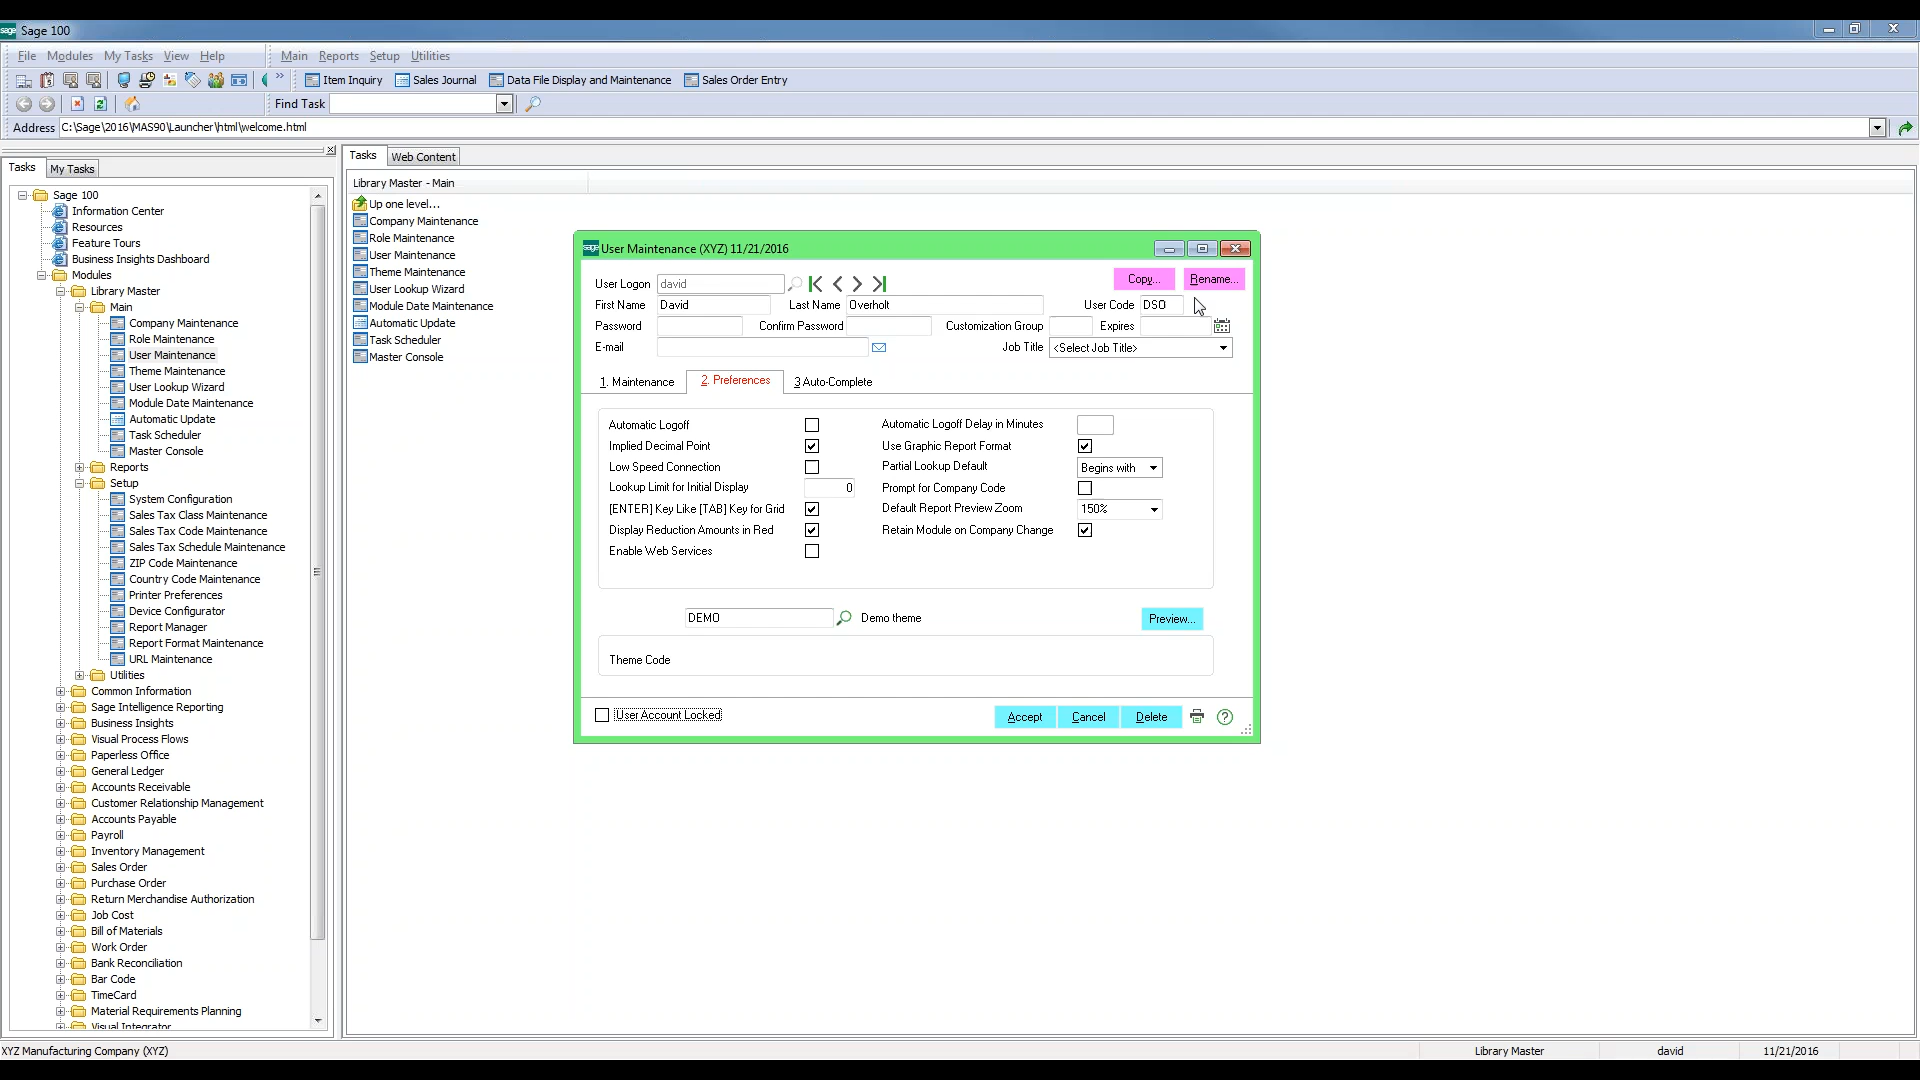 sage Sage 100
File Modules My Tasks View Help Main Reports Setup Utilities
Item Inquiry Sales Journal Data File Display and Maintenance Sales Order Entry
Find Task
Address C:\Sage\2016\MAS90\Launcher\html\welcome.html
Tasks My Tasks
Sage 100
Information Center
Resources
Feature Tours
Business Insights Dashboard
Modules
Library Master
Main
Company Maintenance
Role Maintenance
User Maintenance
Theme Maintenance
User Lookup Wizard
Module Date Maintenance
Automatic Update
Task Scheduler
Master Console
Reports
Setup
System Configuration
Sales Tax Class Maintenance
Sales Tax Code Maintenance
Sales Tax Schedule Maintenance
ZIP Code Maintenance
Country Code Maintenance
Printer Preferences
Device Configurator
Report Manager
Report Format Maintenance
URL Maintenance
Utilities
Common Information
Sage Intelligence Reporting
Business Insights
Visual Process Flows
Paperless Office
General Ledger
Accounts Receivable
Customer Relationship Management
Accounts Payable
Payroll
Inventory Management
Sales Order
Purchase Order
Return Merchandise Authorization
Job Cost
Bill of Materials
Work Order
Bank Reconciliation
Bar Code
TimeCard
Material Requirements Planning
Visual Integrator
Tasks Web Content
Library Master - Main
Up one level...
Company Maintenance
Role Maintenance
User Maintenance
Theme Maintenance
User Lookup Wizard
Module Date Maintenance
Automatic Update
Task Scheduler
Master Console
sage User Maintenance (XYZ) 11/21/2016
User Logon david Copy... Rename...
First Name David Last Name Overholt User Code DSO
Password Confirm Password Customization Group Expires
E-mail Job Title <Select Job Title>
1. Maintenance 2. Preferences 3 Auto-Complete
Automatic Logoff Automatic Logoff Delay in Minutes
Implied Decimal Point Use Graphic Report Format
Low Speed Connection Partial Lookup Default Begins with
Lookup Limit for Initial Display 0 Prompt for Company Code
[ENTER] Key Like [TAB] Key for Grid Default Report Preview Zoom 150%
Display Reduction Amounts in Red Retain Module on Company Change
Enable Web Services
DEMO Demo theme Preview...
Theme Code
User Account Locked Accept Cancel Delete
XYZ Manufacturing Company (XYZ) Library Master david 11/21/2016